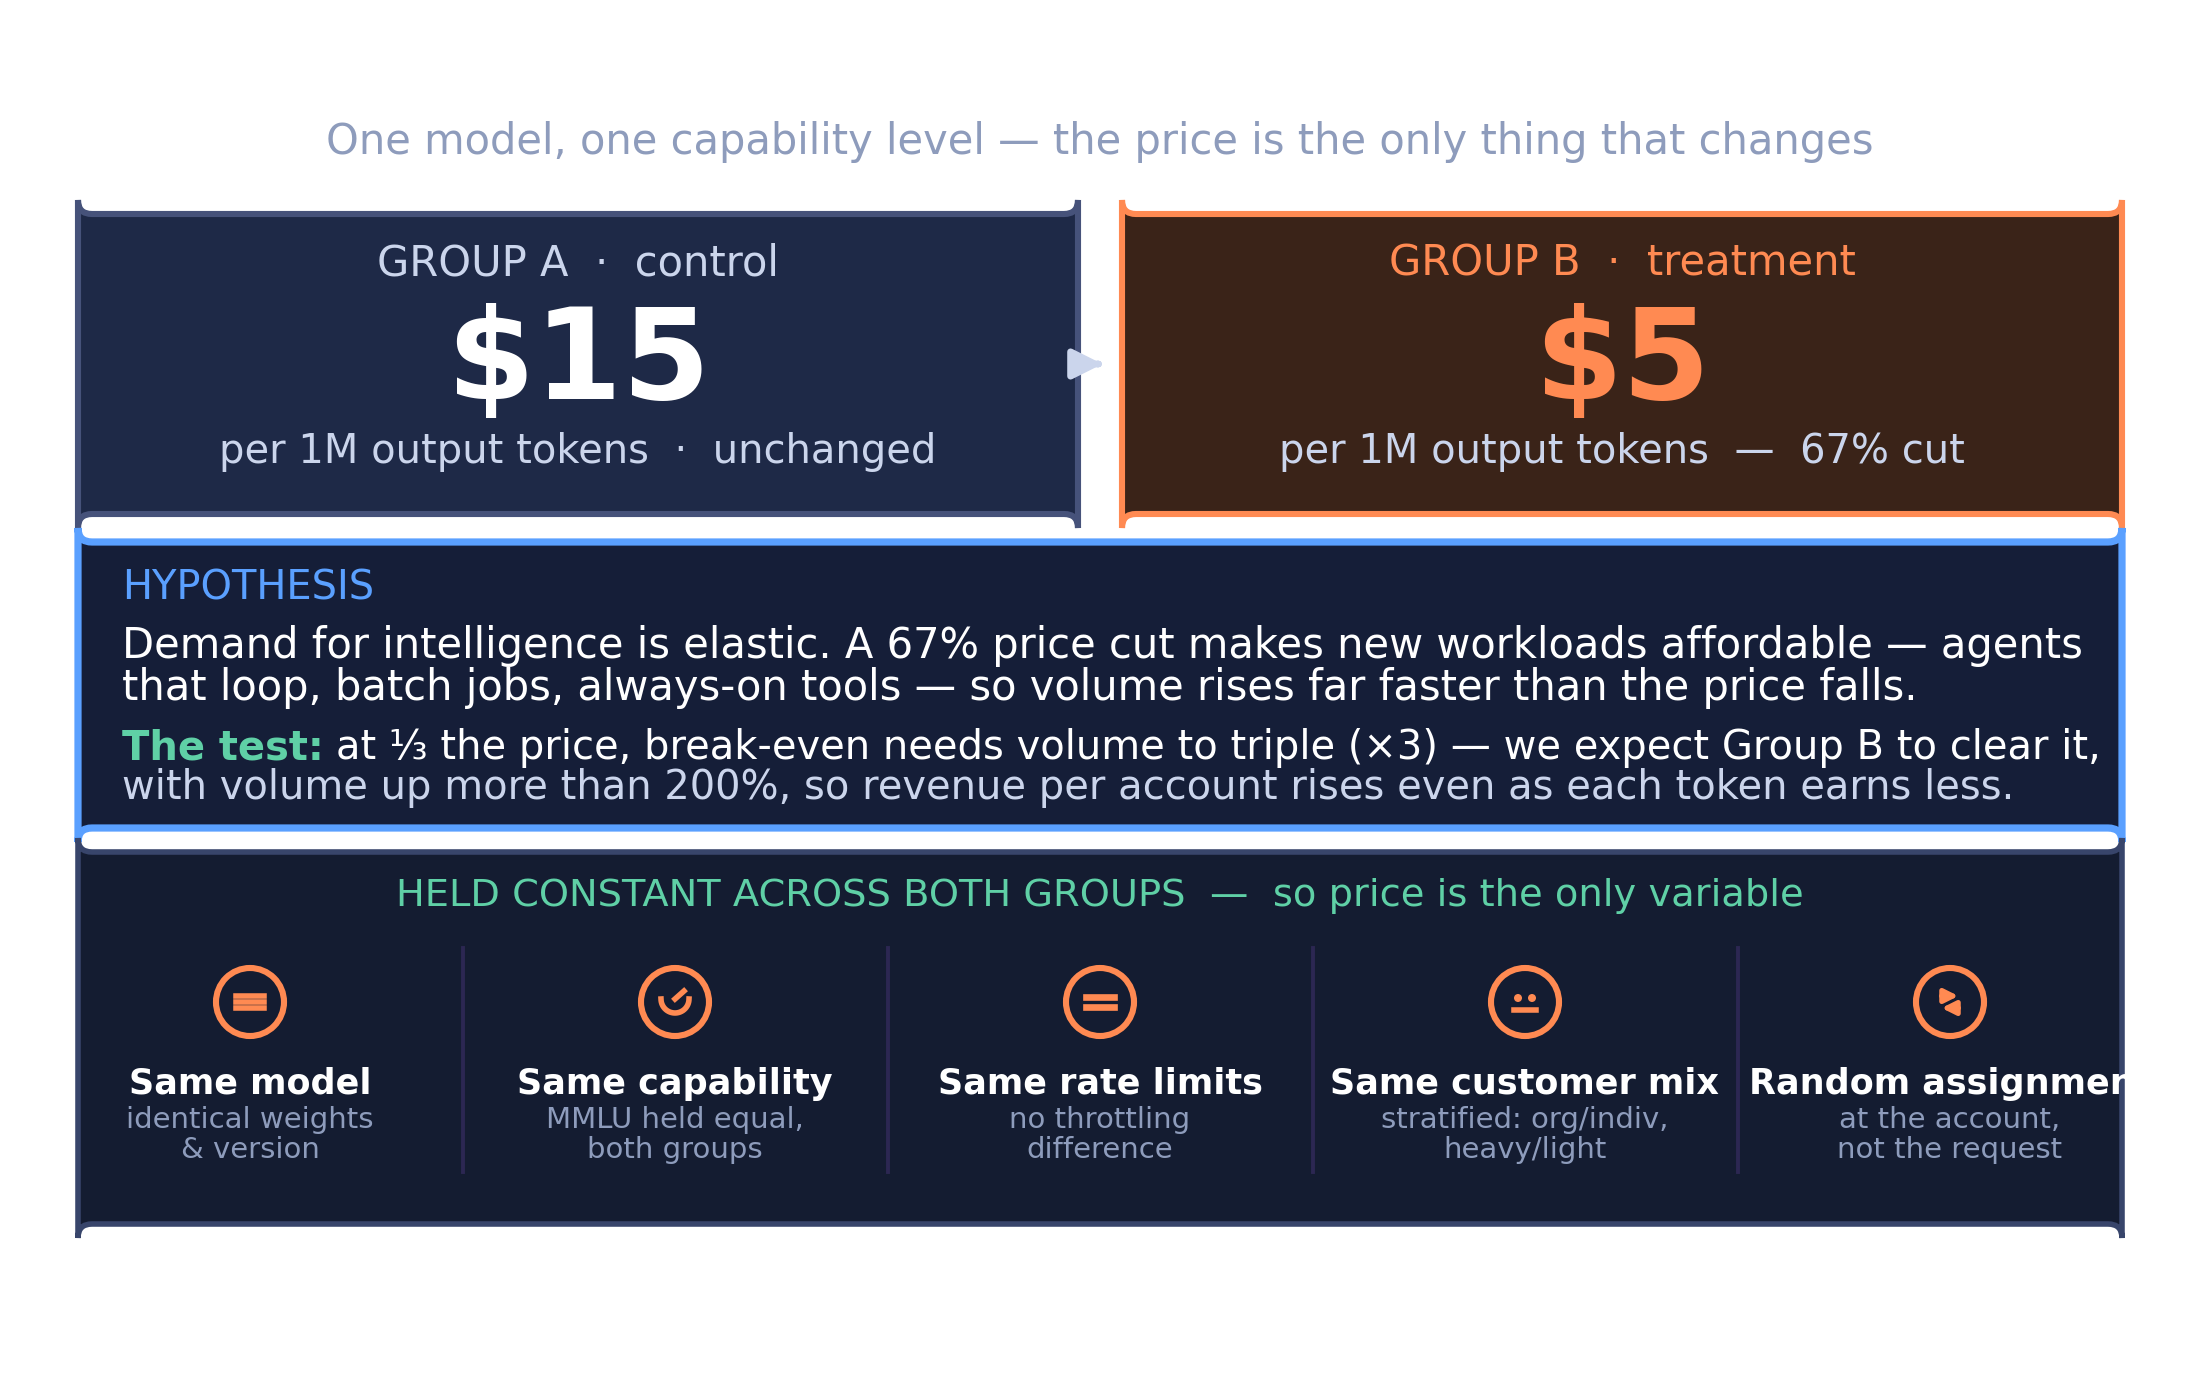 One model, one capability level — the price is the only thing that changes
GROUP A · control
$15
per 1M output tokens · unchanged
GROUP B · treatment
$5
per 1M output tokens — 67% cut
HYPOTHESIS
Demand for intelligence is elastic. A 67% price cut makes new workloads affordable — agents
that loop, batch jobs, always-on tools — so volume rises far faster than the price falls.
The test: at ⅓ the price, break-even needs volume to triple (×3) — we expect Group B to clear it,
with volume up more than 200%, so revenue per account rises even as each token earns less.
HELD CONSTANT ACROSS BOTH GROUPS — so price is the only variable
Same model
identical weights
& version
Same capability
MMLU held equal,
both groups
Same rate limits
no throttling
difference
Same customer mix
stratified: org/indiv,
heavy/light
Random assignmen
at the account,
not the request